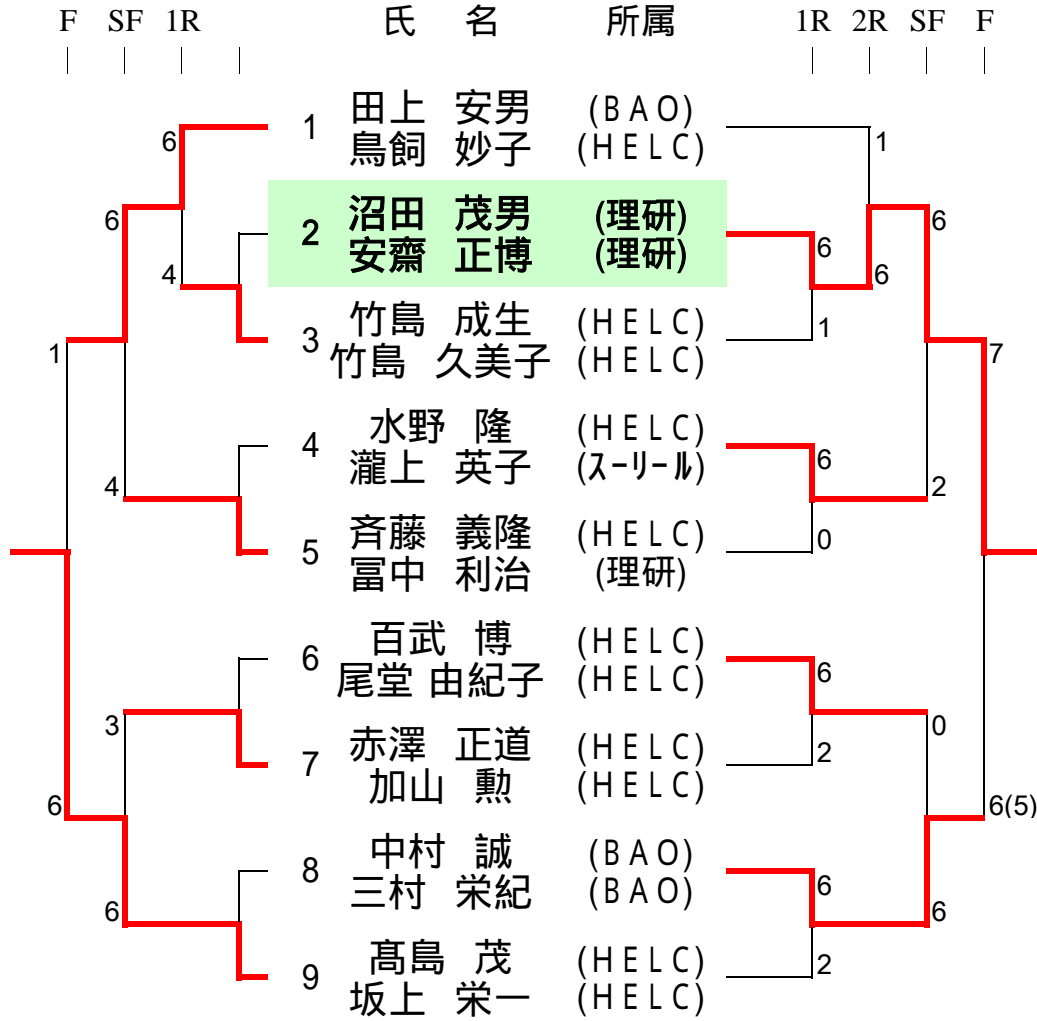 F SF 1R 氏 名 所属 1R 2R SF F
1 田上 安男 (BAO)
鳥飼 妙子 (HELC)
6 1
2 沼田 茂男 (理研)
安齋 正博 (理研)
6 6 6
4 6
3 竹島 成生 (HELC)
竹島 久美子 (HELC)
1 1 7
4 水野 隆 (HELC)
瀧上 英子 (スーリール)
6
4 2
5 斉藤 義隆 (HELC)
冨中 利治 (理研)
0
6 百武 博 (HELC)
尾堂 由紀子 (HELC)
6
3 0
7 赤澤 正道 (HELC)
加山 勲 (HELC)
2
6 6(5)
8 中村 誠 (BAO)
三村 栄紀 (BAO)
6
6 6
9 髙島 茂 (HELC)
坂上 栄一 (HELC)
2